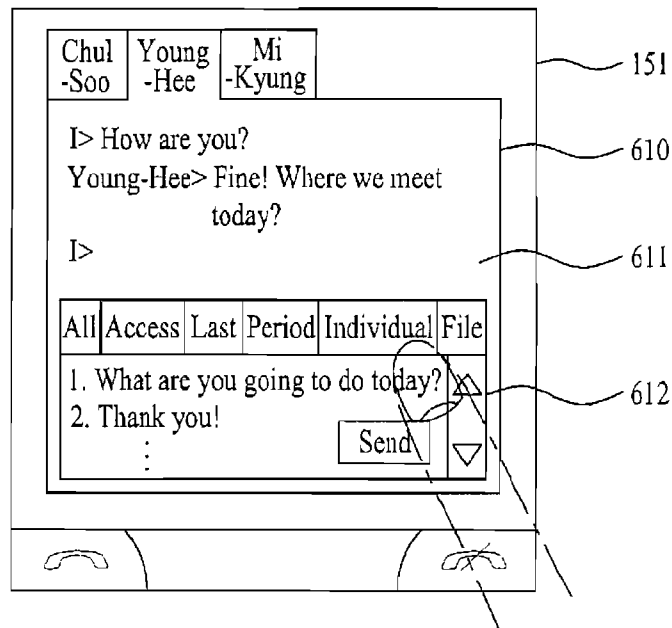 Chul
-Soo
Young
-Hee
Mi
-Kyung
151
610
I> How are you?
Young-Hee> Fine! Where we meet
today?
I>
611
All Access Last Period Individual File
1. What are you going to do today?
612
2. Thank you!
Send